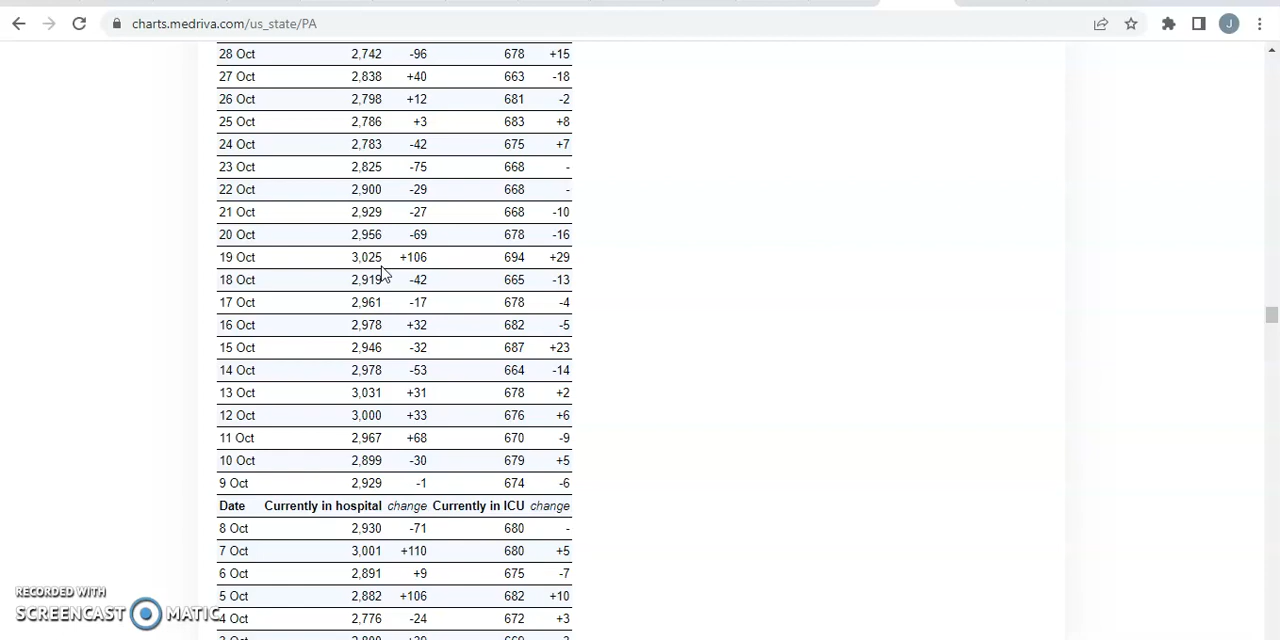 charts.medriva.com/us_state/PA
J
28 Oct 2,742 -96 678 +15
27 Oct 2,838 +40 663 -18
26 Oct 2,798 +12 681 -2
25 Oct 2,786 +3 683 +8
24 Oct 2,783 -42 675 +7
23 Oct 2,825 -75 668 -
22 Oct 2,900 -29 668 -
21 Oct 2,929 -27 668 -10
20 Oct 2,956 -69 678 -16
19 Oct 3,025 +106 694 +29
18 Oct 2,919 -42 665 -13
17 Oct 2,961 -17 678 -4
16 Oct 2,978 +32 682 -5
15 Oct 2,946 -32 687 +23
14 Oct 2,978 -53 664 -14
13 Oct 3,031 +31 678 +2
12 Oct 3,000 +33 676 +6
11 Oct 2,967 +68 670 -9
10 Oct 2,899 -30 679 +5
9 Oct 2,929 -1 674 -6
Date Currently in hospital change Currently in ICU change
8 Oct 2,930 -71 680 -
7 Oct 3,001 +110 680 +5
6 Oct 2,891 +9 675 -7
5 Oct 2,882 +106 682 +10
4 Oct 2,776 -24 672 +3
RECORDED WITH
SCREENCAST MATIC